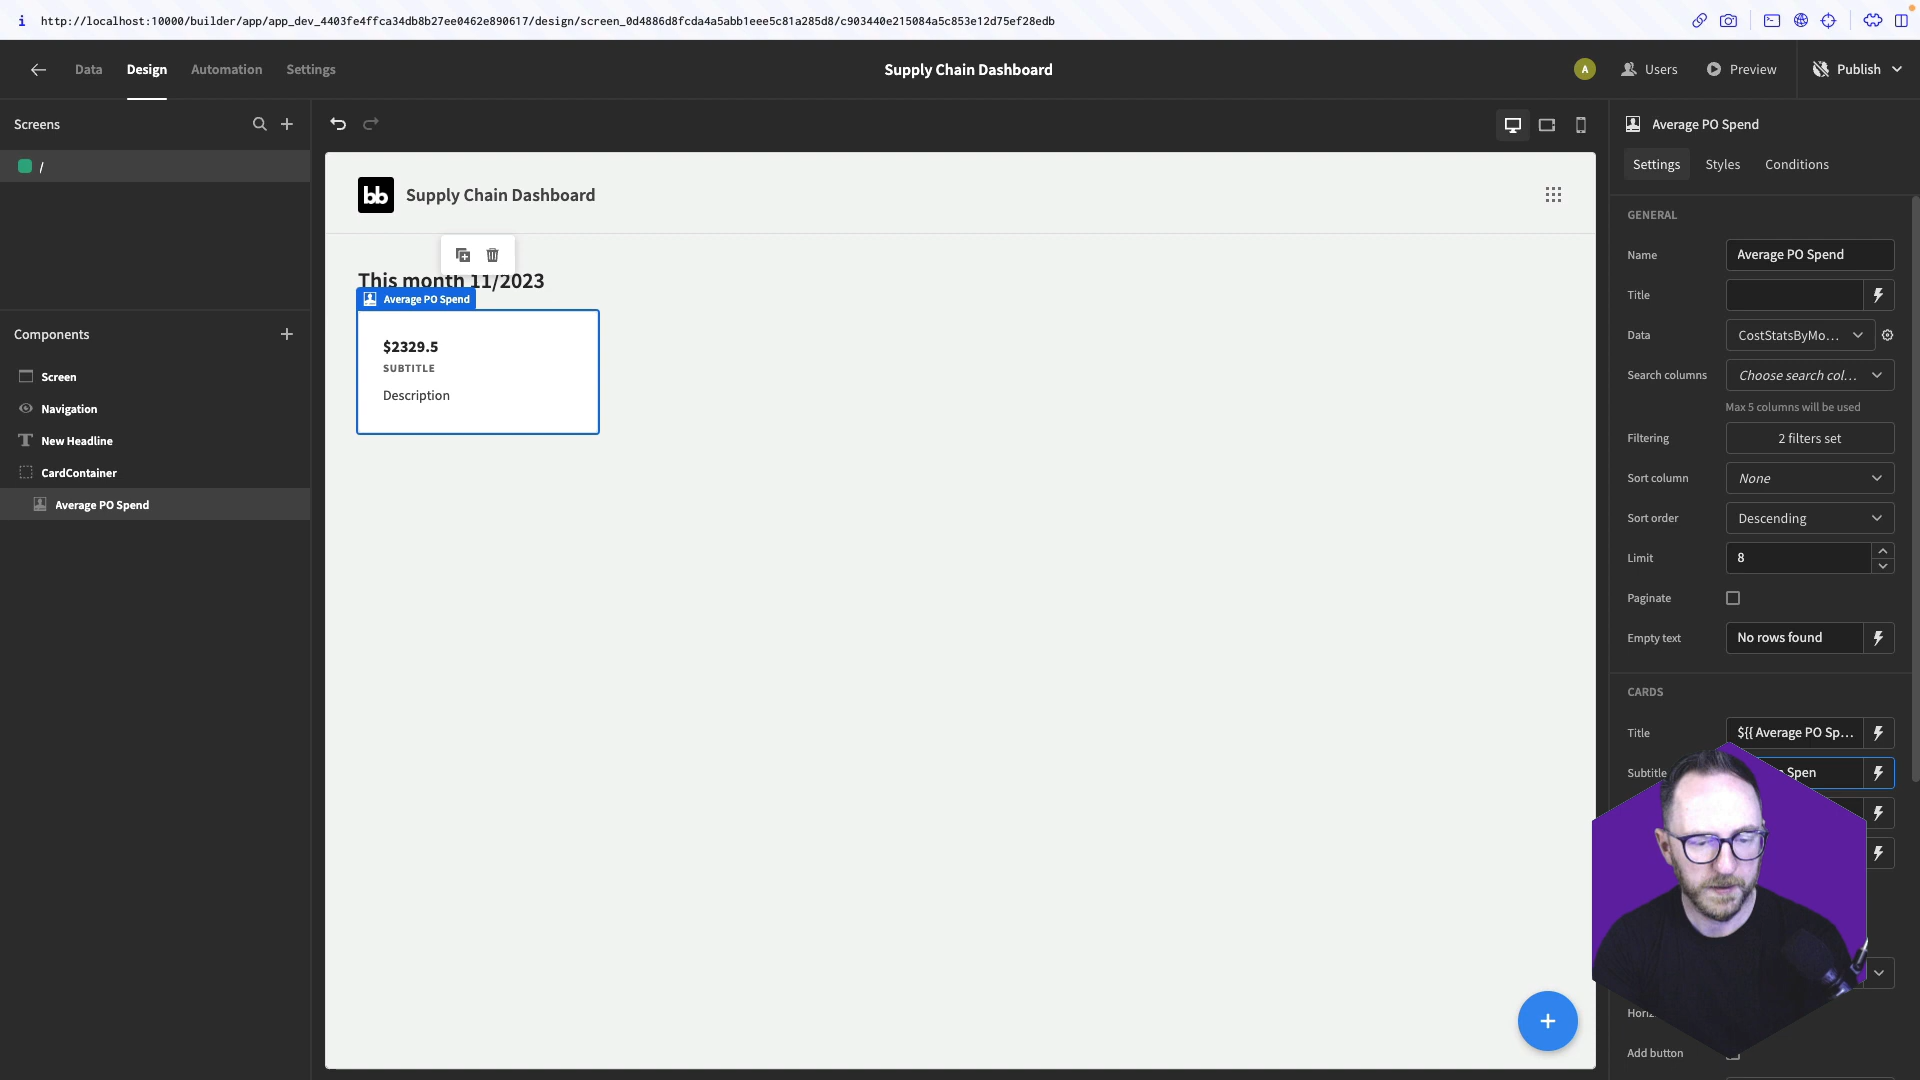 i http://localhost:10000/builder/app/app_dev_4403fe4ffca34db8b27ee0462e890617/design/screen_0d4886d8fcda4a5abb1eee5c81a285d8/c903440e215084a5c853e12d75ef28edb
Data Design Automation Settings
Supply Chain Dashboard
A Users Preview Publish
Screens
/
Components
Screen
Navigation
New Headline
CardContainer
Average PO Spend
bb Supply Chain Dashboard
This month 11/2023
Average PO Spend
$2329.5
SUBTITLE
Description
Average PO Spend
Settings Styles Conditions
GENERAL
Name Average PO Spend
Title
Data CostStatsByMo...
Search columns Choose search col...
Max 5 columns will be used
Filtering 2 filters set
Sort column None
Sort order Descending
Limit 8
Paginate
Empty text No rows found
CARDS
Title ${{ Average PO Sp...
Subtitle Spen
Add button